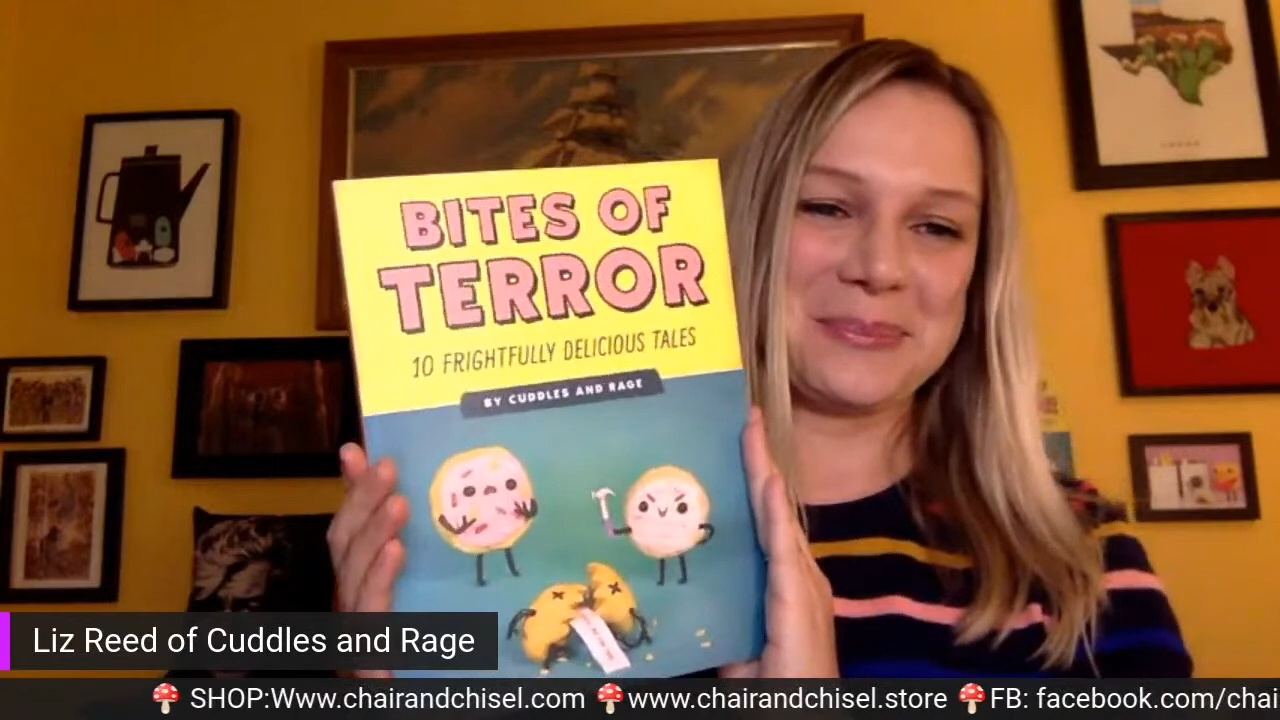 BITES OF
TERROR
10 FRIGHTFULLY DELICIOUS TALES
BY CUDDLES AND RAGE
Liz Reed of Cuddles and Rage
🍄 SHOP:Www.chairandchisel.com 🍄www.chairandchisel.store 🍄FB: facebook.com/chai